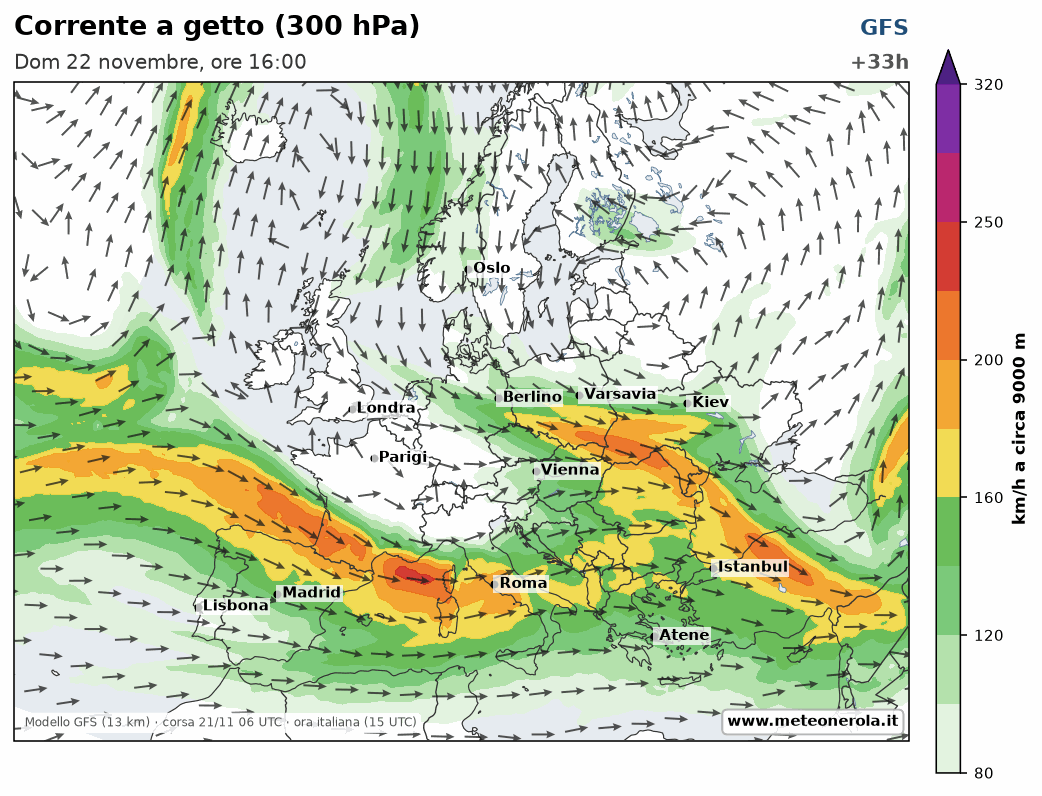 Corrente a getto (300 hPa)
GFS
Dom 22 novembre, ore 16:00
+33h
320
250
200
160
120
80
km/h a circa 9000 m
Oslo
Berlino
Varsavia
Kiev
Londra
Parigi
Vienna
Istanbul
Roma
Madrid
Lisbona
Atene
Modello GFS (13 km) · corsa 21/11 06 UTC · ora italiana (15 UTC)
www.meteonerola.it